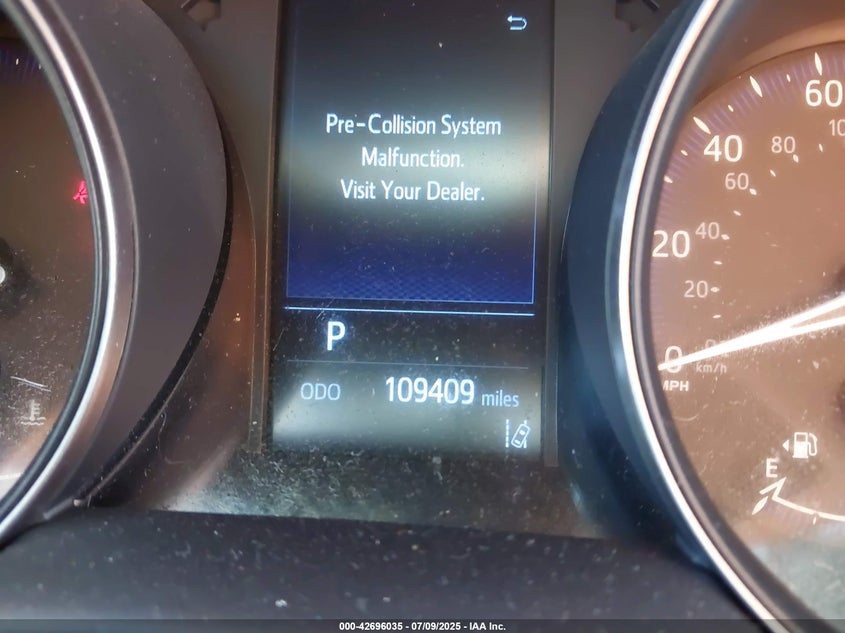 Pre-Collision System
Malfunction.
Visit Your Dealer.
P
ODO 109409 miles
60
40
80
60
20
40
20
0
MPH
km/h
E
000-42696035 - 07/09/2025 - IAA Inc.